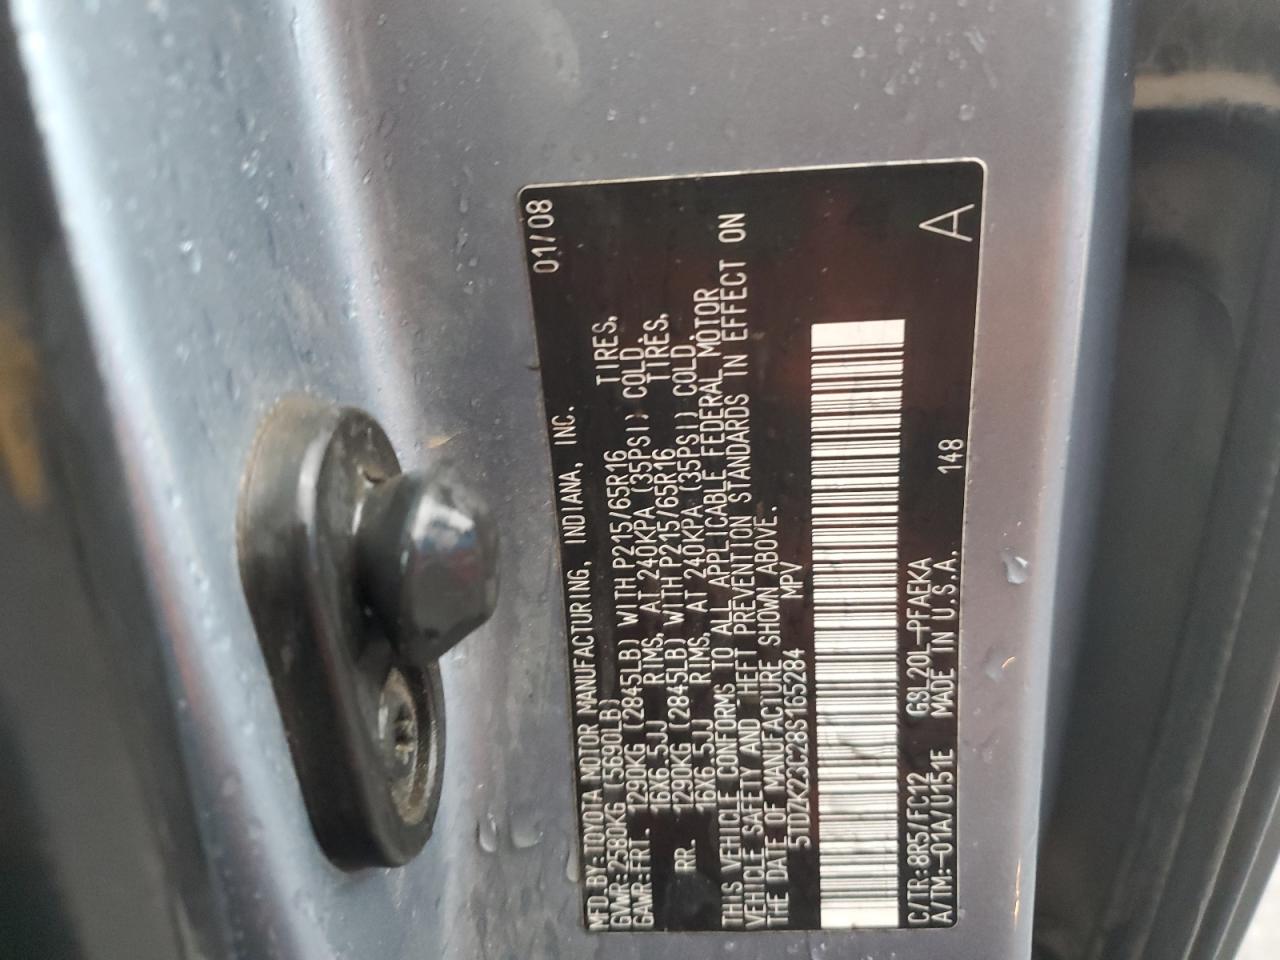 MFD. BY: TOYOTA MOTOR MANUFACTURING, INDIANA, INC. 01/08
GVWR: 2580KG (5690LB)
GAWR: FRT. 1290KG (2845LB) WITH P215/65R16 TIRES,
16X6.5JJ RIMS, AT 240KPA (35PSI) COLD.
RR. 1290KG (2845LB) WITH P215/65R16 TIRES,
16X6.5JJ RIMS, AT 240KPA (35PSI) COLD.
THIS VEHICLE CONFORMS TO ALL APPLICABLE FEDERAL MOTOR
VEHICLE SAFETY AND THEFT PREVENTION STANDARDS IN EFFECT ON
THE DATE OF MANUFACTURE SHOWN ABOVE.
5TDZK23C28S165284 MPV
C/TR: 8R5/FC12 GSL20L-PFAEKA 148 A
A/TM: -01A/U151E MADE IN U.S.A.